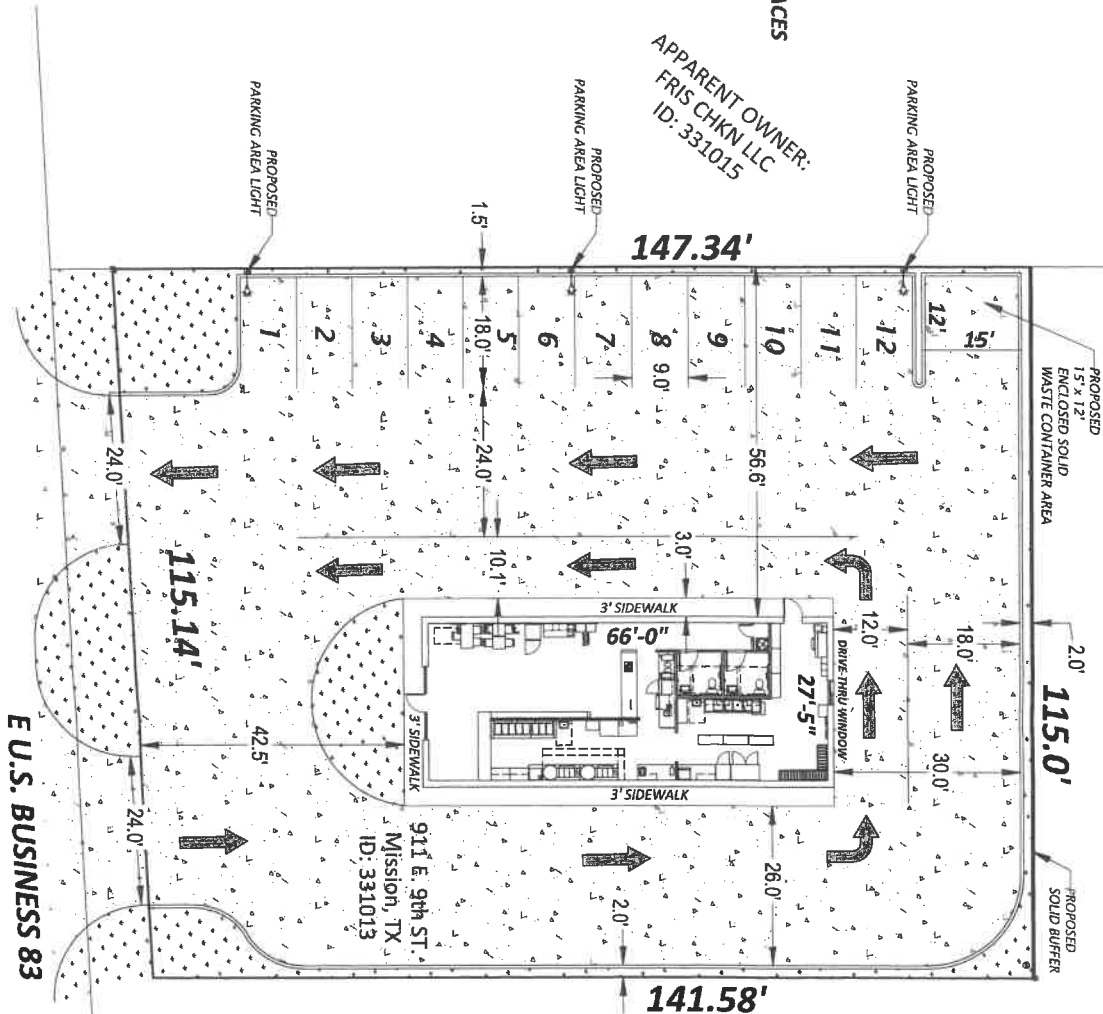 ACES
APPARENT OWNER:
FRIS CHKN LLC
ID: 331015
PROPOSED
PARKING AREA LIGHT
PROPOSED
PARKING AREA LIGHT
PROPOSED
PARKING AREA LIGHT
PROPOSED
15' x 12'
ENCLOSED SOLID
WASTE CONTAINER AREA
147.34'
1.5'
1
2
3
4
5
6
7
8
9
10
11
12
12'
15'
18.0'
9.0'
24.0'
24.0'
56.6'
10.1'
3.0'
3' SIDEWALK
66'-0"
27'-5"
DRIVE-THRU WINDOW
12.0'
18.0'
30.0'
2.0'
115.0'
115.14'
42.5'
3' SIDEWALK
3' SIDEWALK
24.0'
26.0'
2.0'
911 E. 9th ST.
Mission, TX
ID: 331013
PROPOSED
SOLID BUFFER
141.58'
E U.S. BUSINESS 83